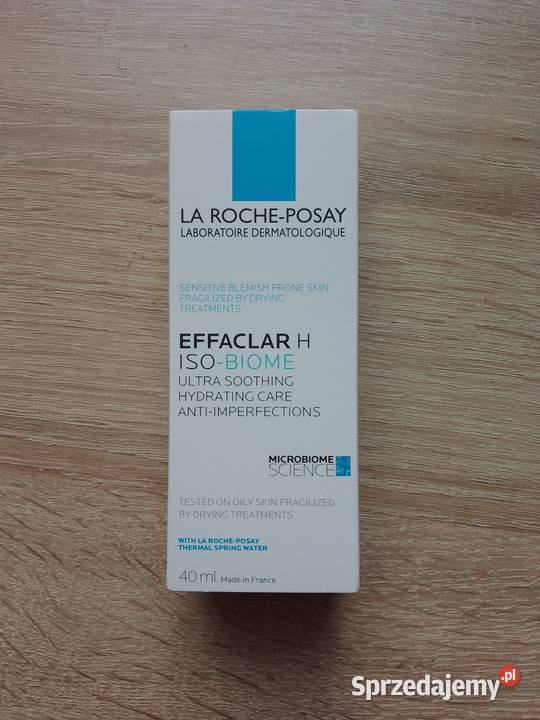 LA ROCHE-POSAY
LABORATOIRE DERMATOLOGIQUE
SENSITIVE BLEMISH PRONE SKIN
FRAGILIZED BY DRYING
TREATMENTS
EFFACLAR H
ISO-BIOME
ULTRA SOOTHING
HYDRATING CARE
ANTI-IMPERFECTIONS
MICROBIOME
SCIENCE
TESTED ON OILY SKIN FRAGILIZED
BY DRYING TREATMENTS
WITH LA ROCHE-POSAY
THERMAL SPRING WATER
40 ml Made in France
Sprzedajemy.pl